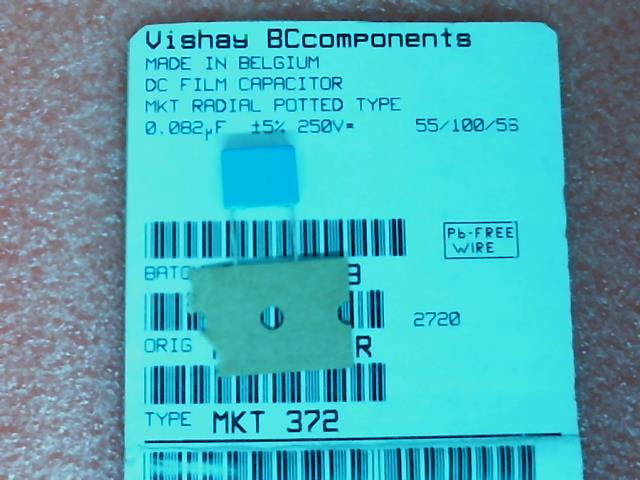 Vishay BCcomponents
MADE IN BELGIUM
DC FILM CAPACITOR
MKT RADIAL POTTED TYPE
0.082µF ±5% 250V= 55/100/56
Pb-FREE
WIRE
2720
ORIG R
TYPE MKT 372